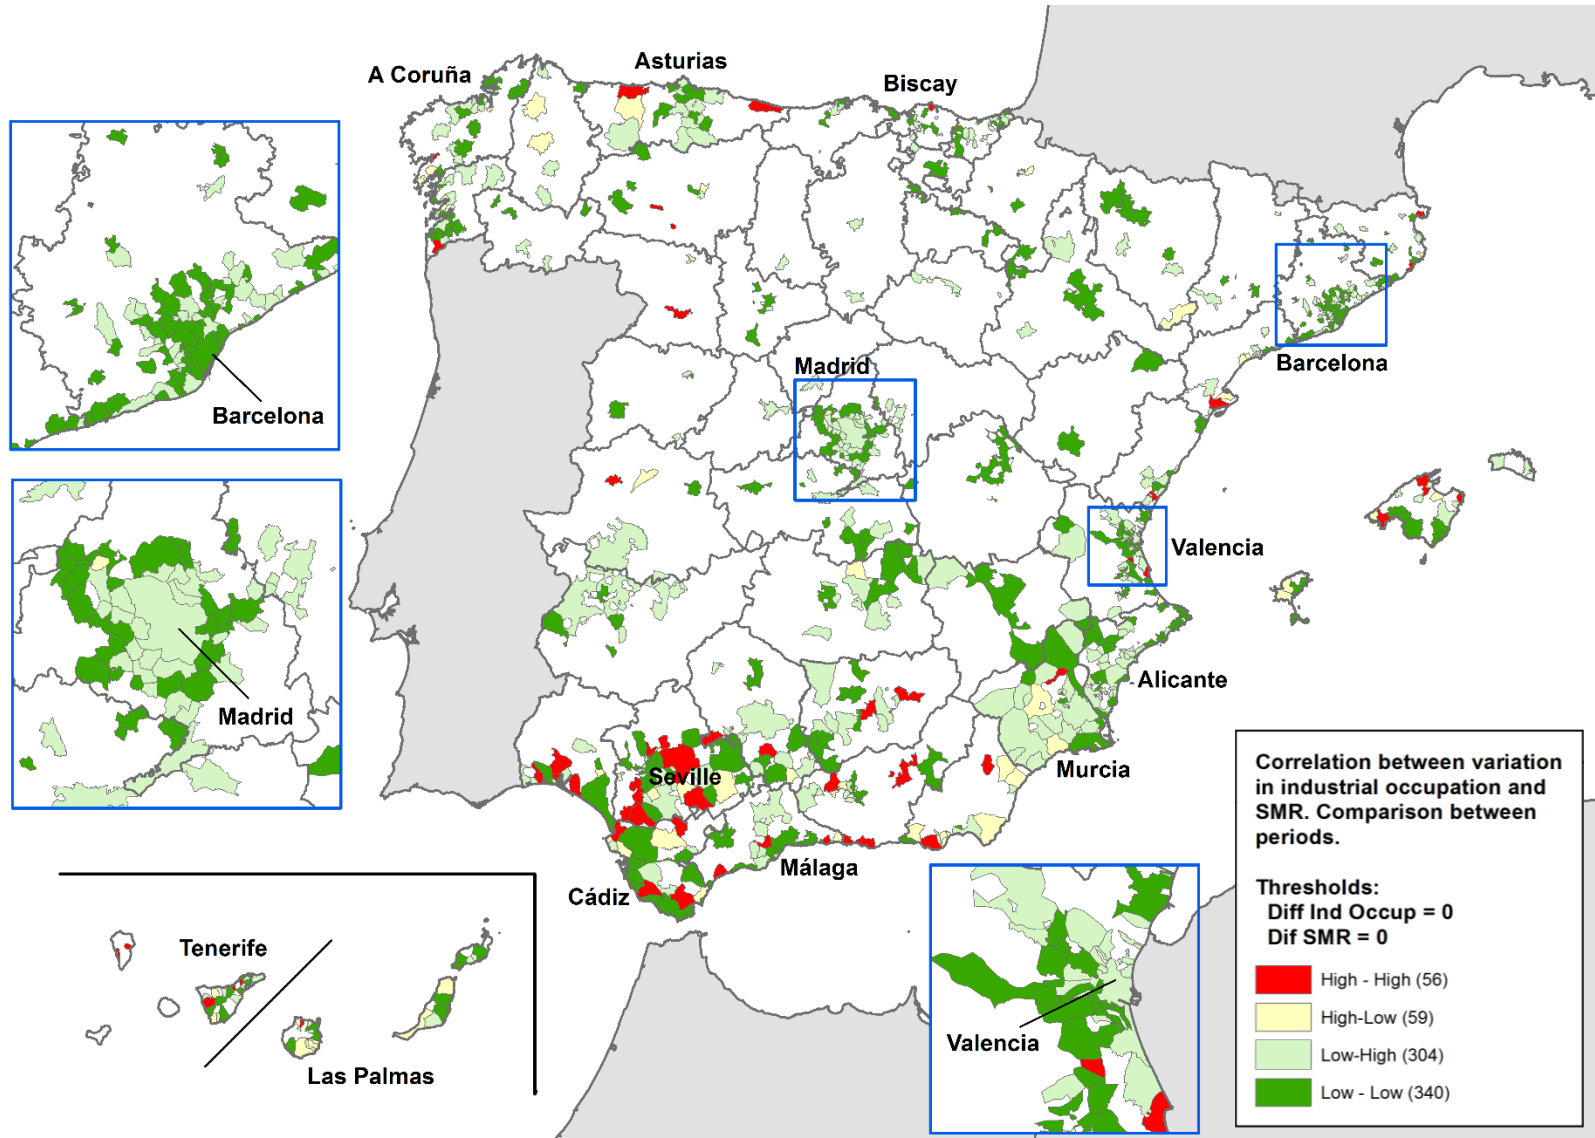 A Coruña
Asturias
Biscay
Barcelona
Madrid
Madrid
Barcelona
Valencia
Alicante
Murcia
Seville
Málaga
Cádiz
Tenerife
Las Palmas
Valencia
Correlation between variation
in industrial occupation and
SMR. Comparison between
periods.
Thresholds:
Diff Ind Occup = 0
Dif SMR = 0
High - High (56)
High-Low (59)
Low-High (304)
Low - Low (340)